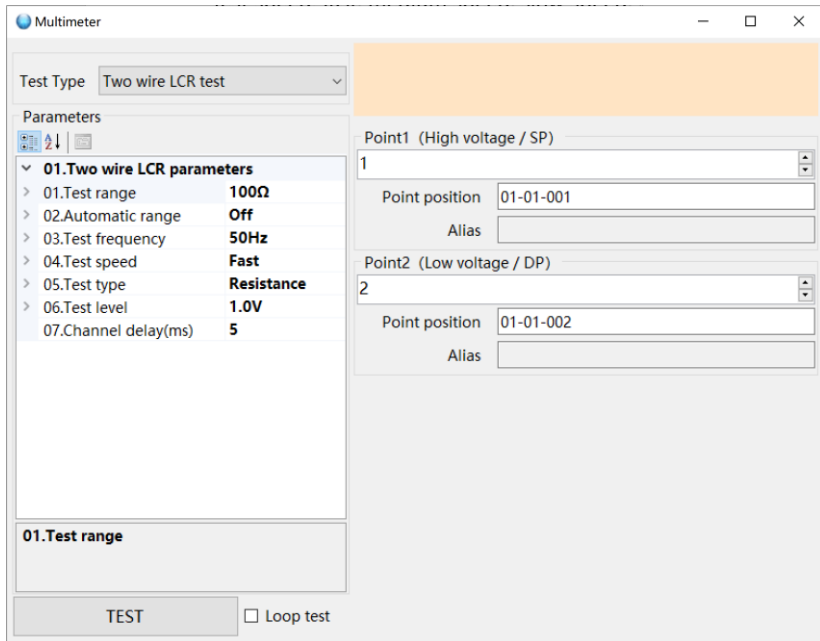 Multimeter
Test Type Two wire LCR test
Parameters
01.Two wire LCR parameters
01.Test range 100Ω
02.Automatic range Off
03.Test frequency 50Hz
04.Test speed Fast
05.Test type Resistance
06.Test level 1.0V
07.Channel delay(ms) 5
01.Test range
TEST Loop test
Point1 (High voltage / SP)
1
Point position 01-01-001
Alias
Point2 (Low voltage / DP)
2
Point position 01-01-002
Alias